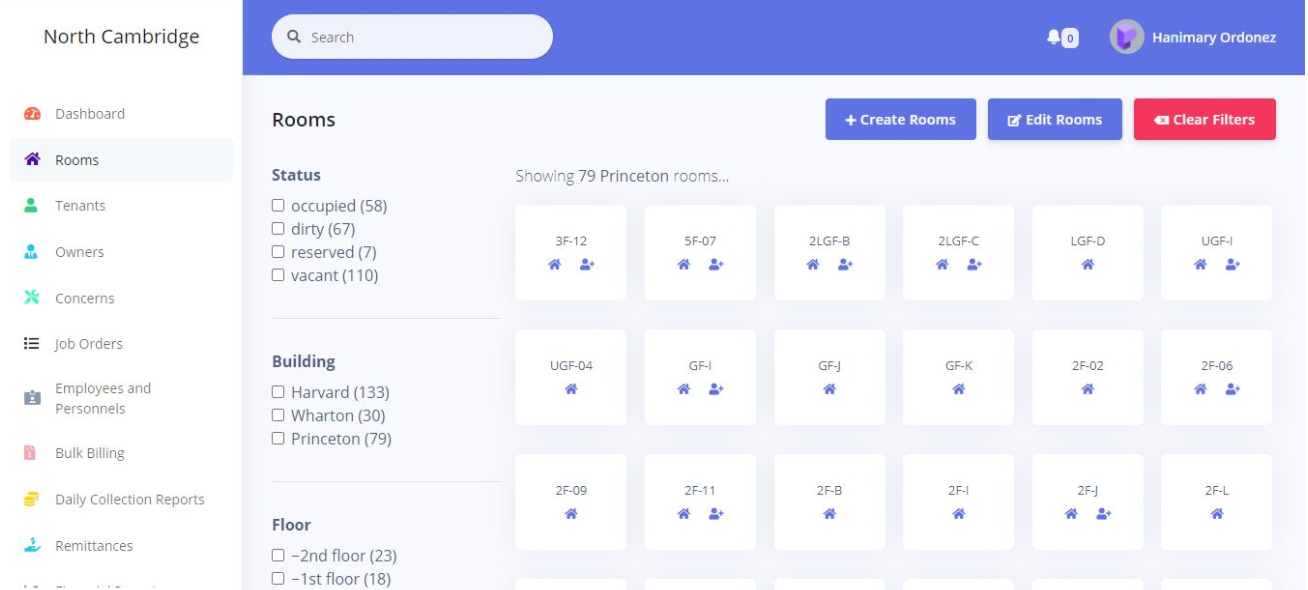 North Cambridge
Search
0
Hanimary Ordonez
Dashboard
Rooms
Tenants
Owners
Concerns
Job Orders
Employees and
Personnels
Bulk Billing
Daily Collection Reports
Remittances
Rooms
Create Rooms
Edit Rooms
Clear Filters
Status
occupied (58)
dirty (67)
reserved (7)
vacant (110)
Building
Harvard (133)
Wharton (30)
Princeton (79)
Floor
−2nd floor (23)
−1st floor (18)
Showing 79 Princeton rooms...
3F-12 5F-07 2LGF-B 2LGF-C LGF-D UGF-I
UGF-04 GF-I GF-J GF-K 2F-02 2F-06
2F-09 2F-11 2F-B 2F-I 2F-J 2F-L